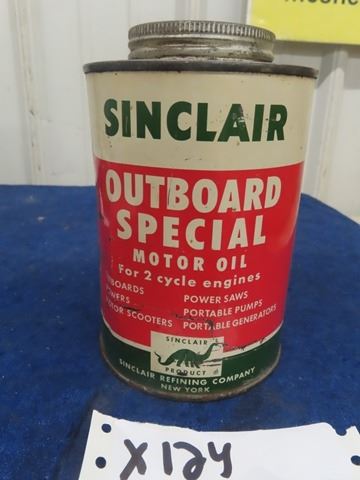 SINCLAIR
OUTBOARD
SPECIAL
MOTOR OIL
For 2 cycle engines
POWER SAWS
PORTABLE PUMPS
SCOOTERS PORTABLE GENERATORS
SINCLAIR
PRODUCT
SINCLAIR REFINING COMPANY
NEW YORK
X124